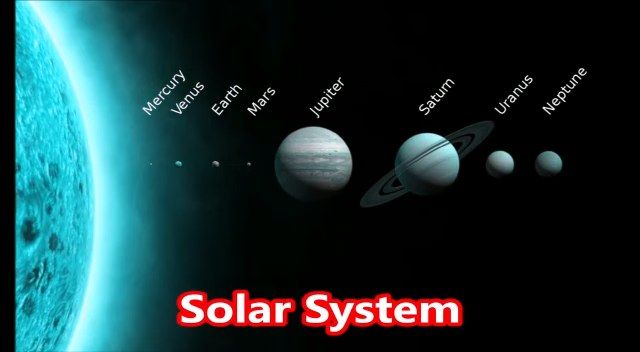 Mercury
Venus
Earth
Mars
Jupiter
Saturn
Uranus
Neptune
Solar System